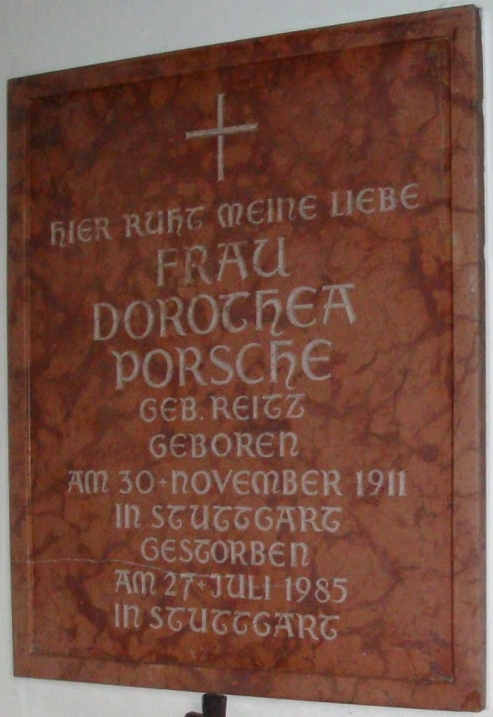 HIER RUHT MEINE LIEBE
FRAU
DOROTHEA
PORSCHE
GEB. REITZ
GEBOREN
AM 30+NOVEMBER 1911
IN STUTTGART
GESTORBEN
AM 27+JULI 1985
IN STUTTGART